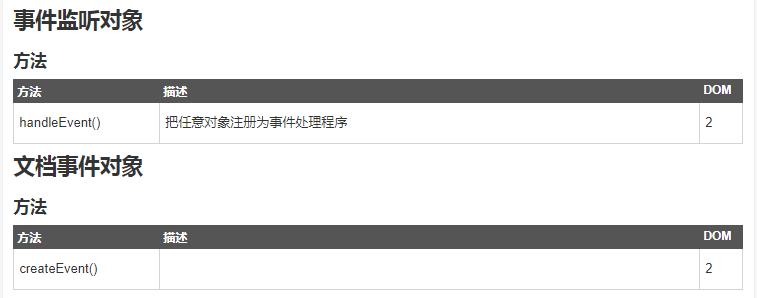 事件监听对象
方法
方法 描述 DOM
handleEvent() 把任意对象注册为事件处理程序 2
文档事件对象
方法
方法 描述 DOM
createEvent() 2